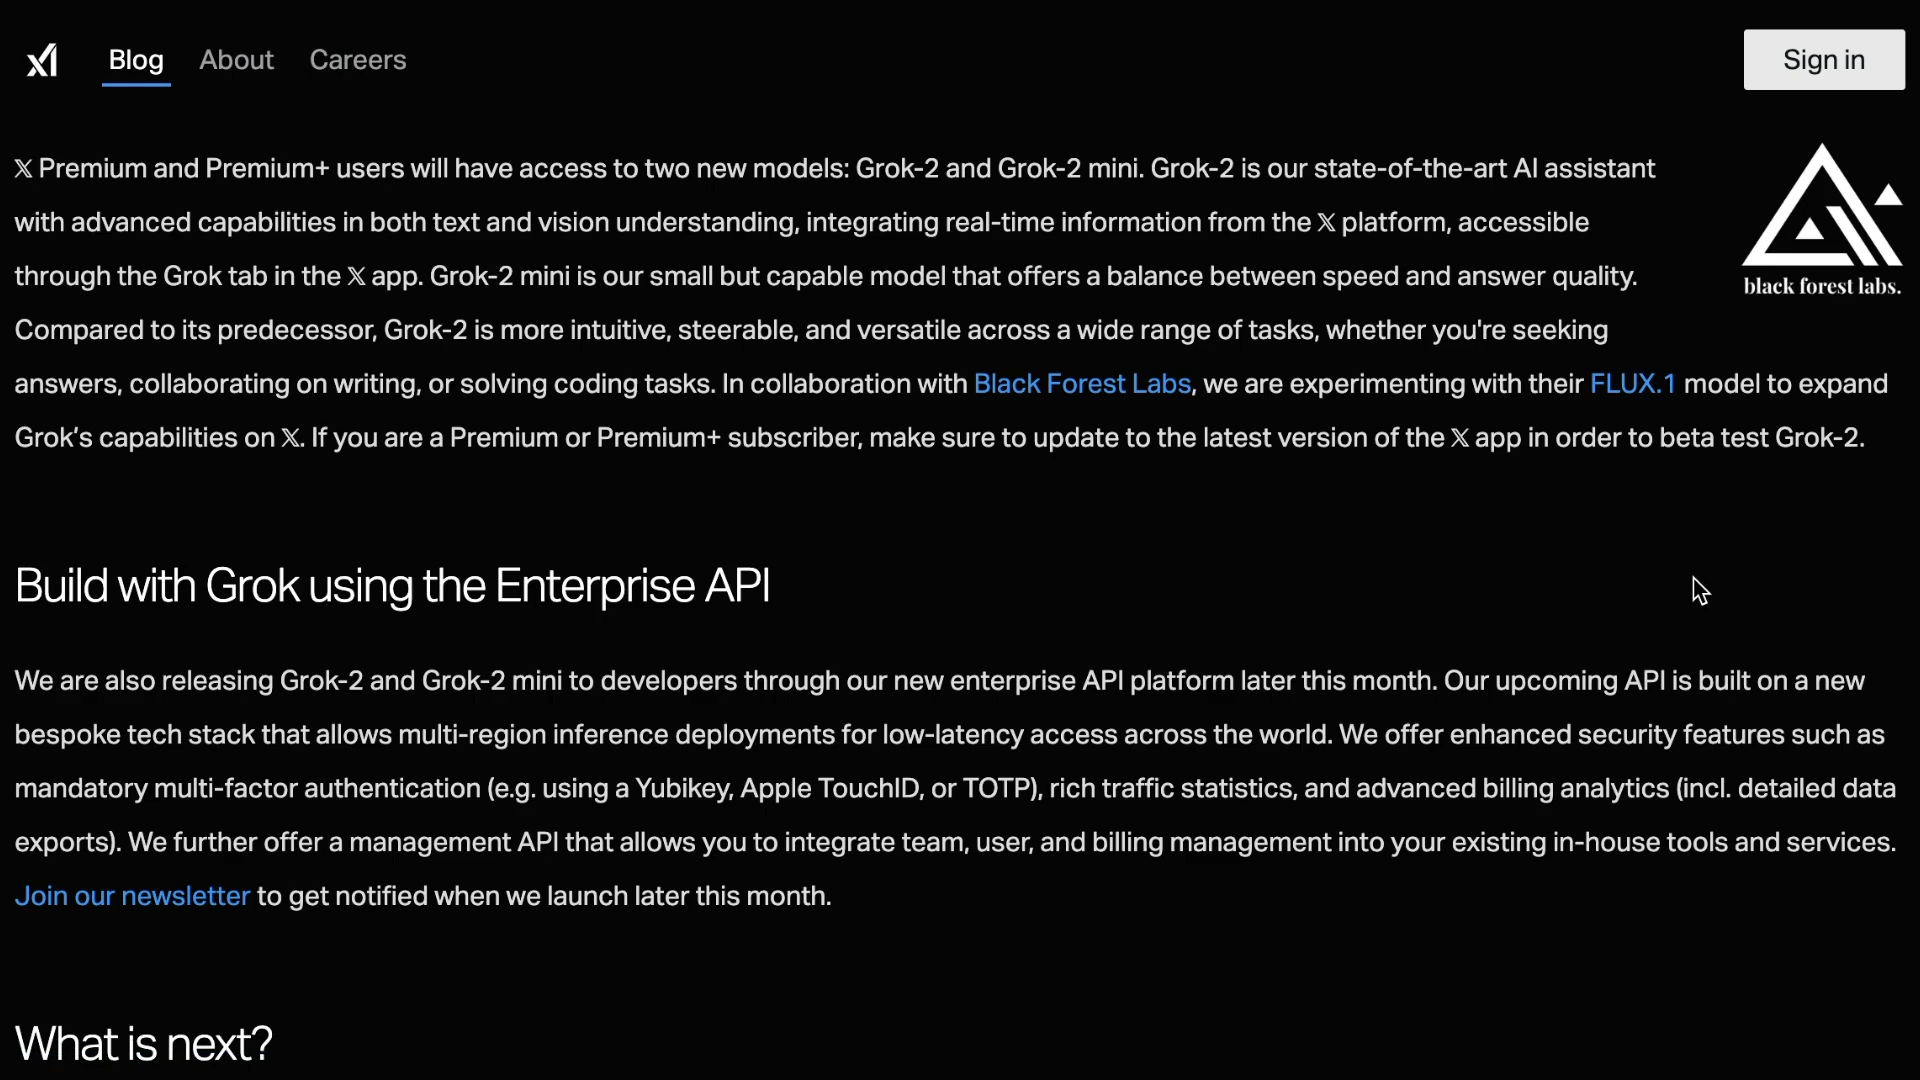 xI
Blog About Careers Sign in
𝕏 Premium and Premium+ users will have access to two new models: Grok-2 and Grok-2 mini. Grok-2 is our state-of-the-art AI assistant
with advanced capabilities in both text and vision understanding, integrating real-time information from the 𝕏 platform, accessible
through the Grok tab in the 𝕏 app. Grok-2 mini is our small but capable model that offers a balance between speed and answer quality.
black forest labs.
Compared to its predecessor, Grok-2 is more intuitive, steerable, and versatile across a wide range of tasks, whether you're seeking
answers, collaborating on writing, or solving coding tasks. In collaboration with Black Forest Labs, we are experimenting with their FLUX.1 model to expand
Grok’s capabilities on 𝕏. If you are a Premium or Premium+ subscriber, make sure to update to the latest version of the 𝕏 app in order to beta test Grok-2.
Build with Grok using the Enterprise API
We are also releasing Grok-2 and Grok-2 mini to developers through our new enterprise API platform later this month. Our upcoming API is built on a new
bespoke tech stack that allows multi-region inference deployments for low-latency access across the world. We offer enhanced security features such as
mandatory multi-factor authentication (e.g. using a Yubikey, Apple TouchID, or TOTP), rich traffic statistics, and advanced billing analytics (incl. detailed data
exports). We further offer a management API that allows you to integrate team, user, and billing management into your existing in-house tools and services.
Join our newsletter to get notified when we launch later this month.
What is next?